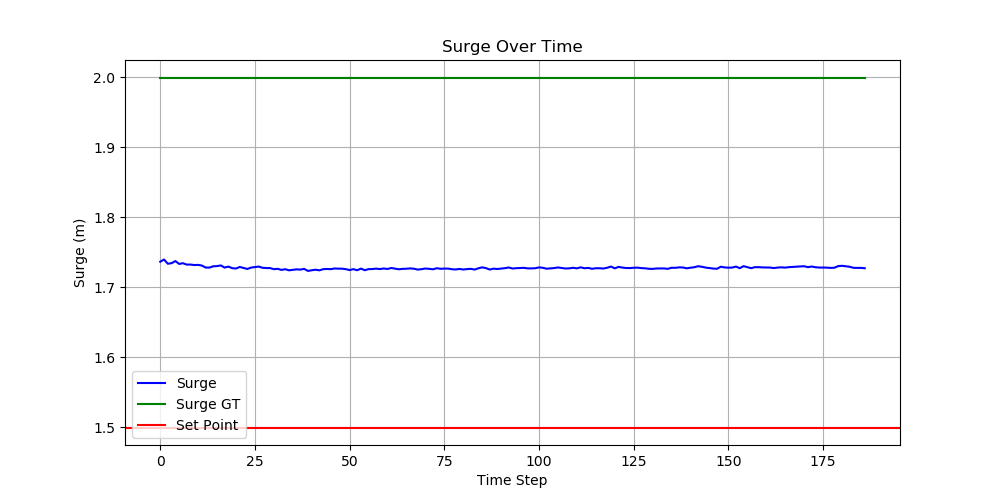 Surge Over Time
2.0
1.9
1.8
1.7
1.6
1.5
Surge (m)
Surge
Surge GT
Set Point
0 25 50 75 100 125 150 175
Time Step